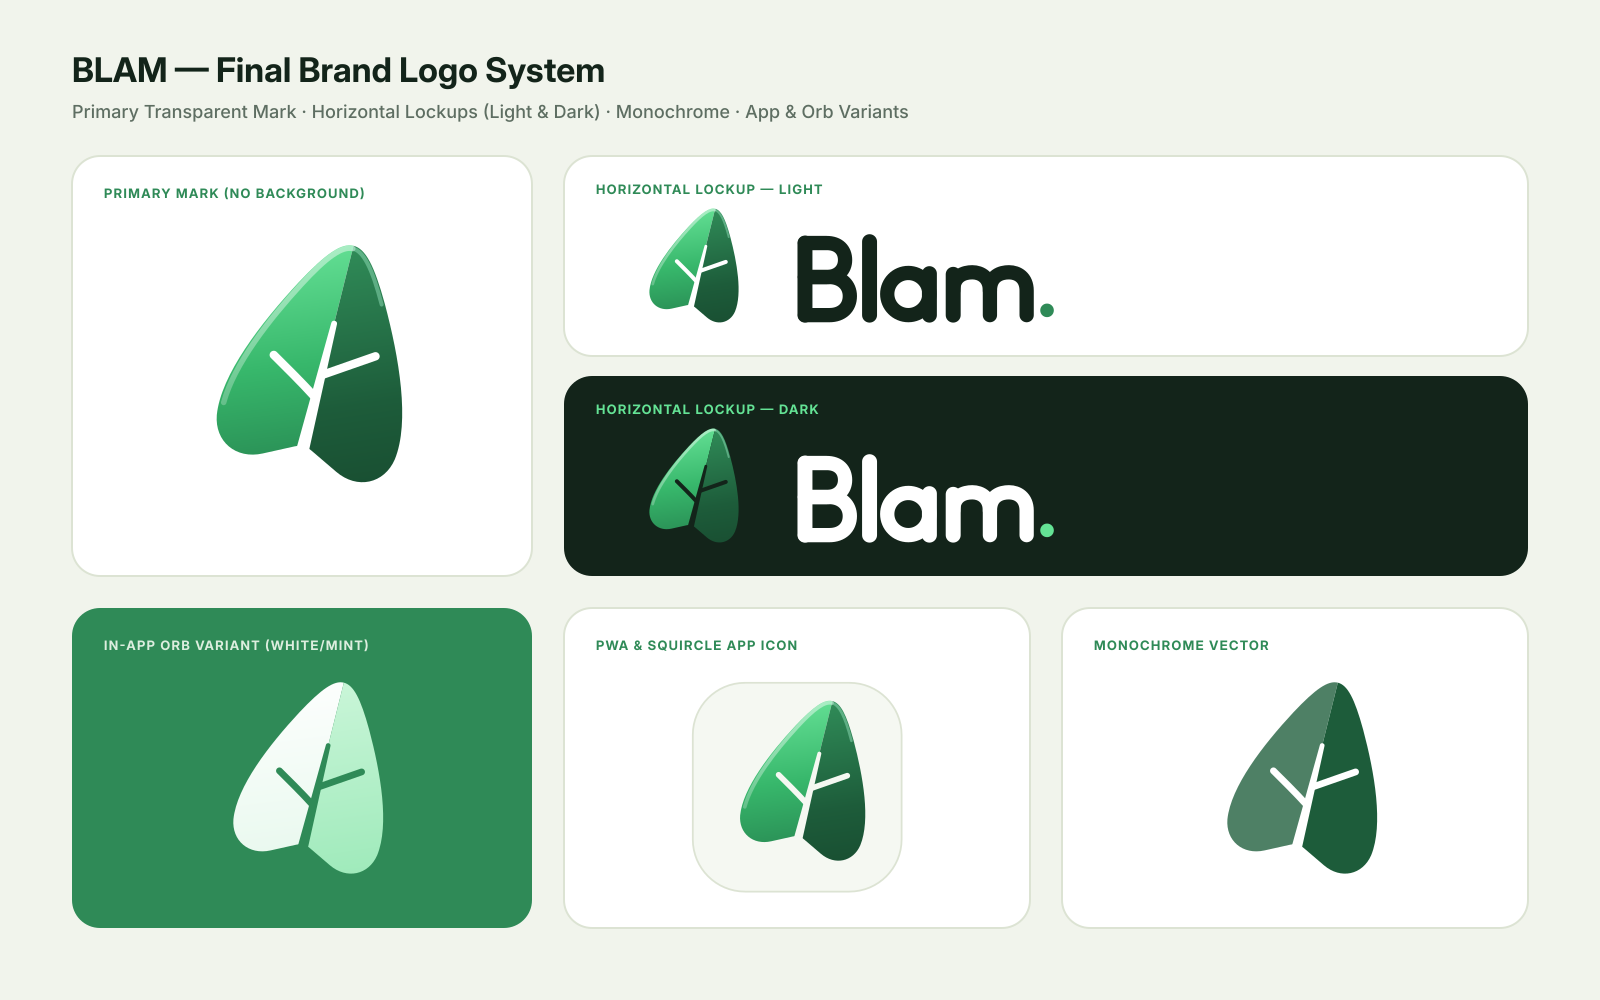 BLAM — Final Brand Logo System
Primary Transparent Mark · Horizontal Lockups (Light & Dark) · Monochrome · App & Orb Variants
PRIMARY MARK (NO BACKGROUND)
HORIZONTAL LOCKUP — LIGHT
Blam.
HORIZONTAL LOCKUP — DARK
Blam.
IN-APP ORB VARIANT (WHITE/MINT)
PWA & SQUIRCLE APP ICON
MONOCHROME VECTOR